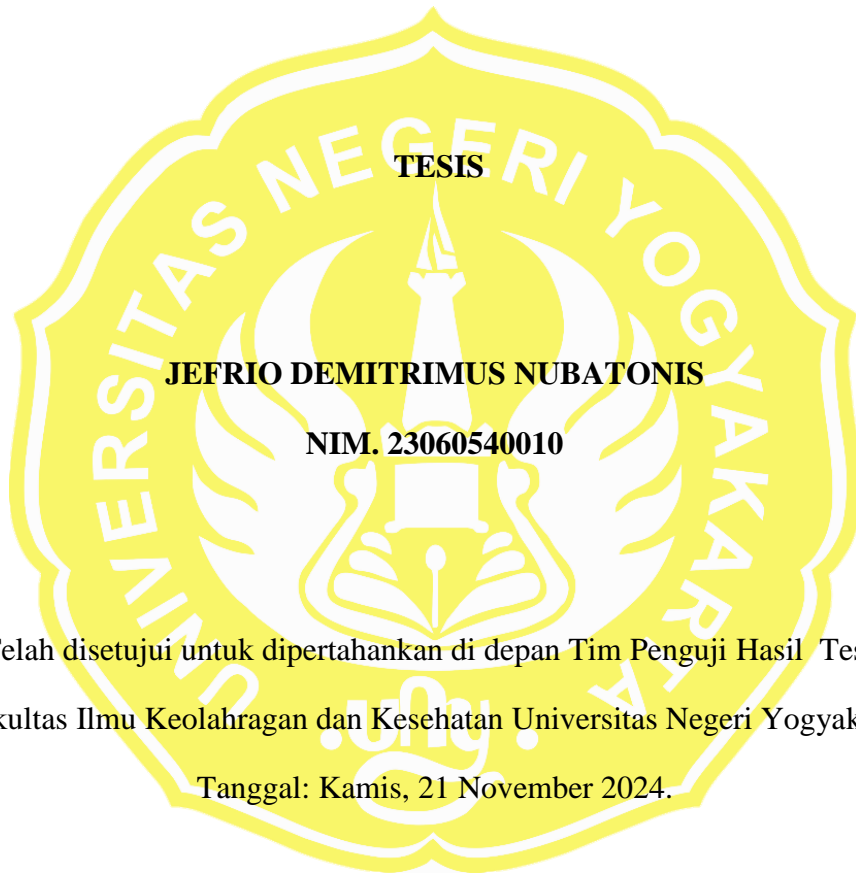 TESIS
JEFRIO DEMITRIMUS NUBATONIS
NIM. 23060540010
elah disetujui untuk dipertahankan di depan Tim Penguji Hasil Tes
kultas Ilmu Keolahragan dan Kesehatan Universitas Negeri Yogyak
Tanggal: Kamis, 21 November 2024.
UNIVERSITAS NEGERI YOGYAKARTA
uny